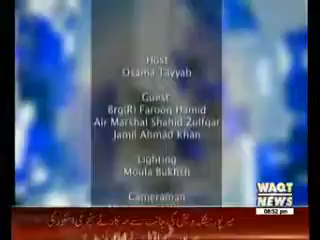 Host
Osama Tayyab
Guest
Brg(R) Farooq Hamid
Air Marshal Shahid Zulfqar
Jamil Ahmad Khan
Lighting
Moula Bukhsh
Cameraman
WAQT
NEWS
08:52 pm